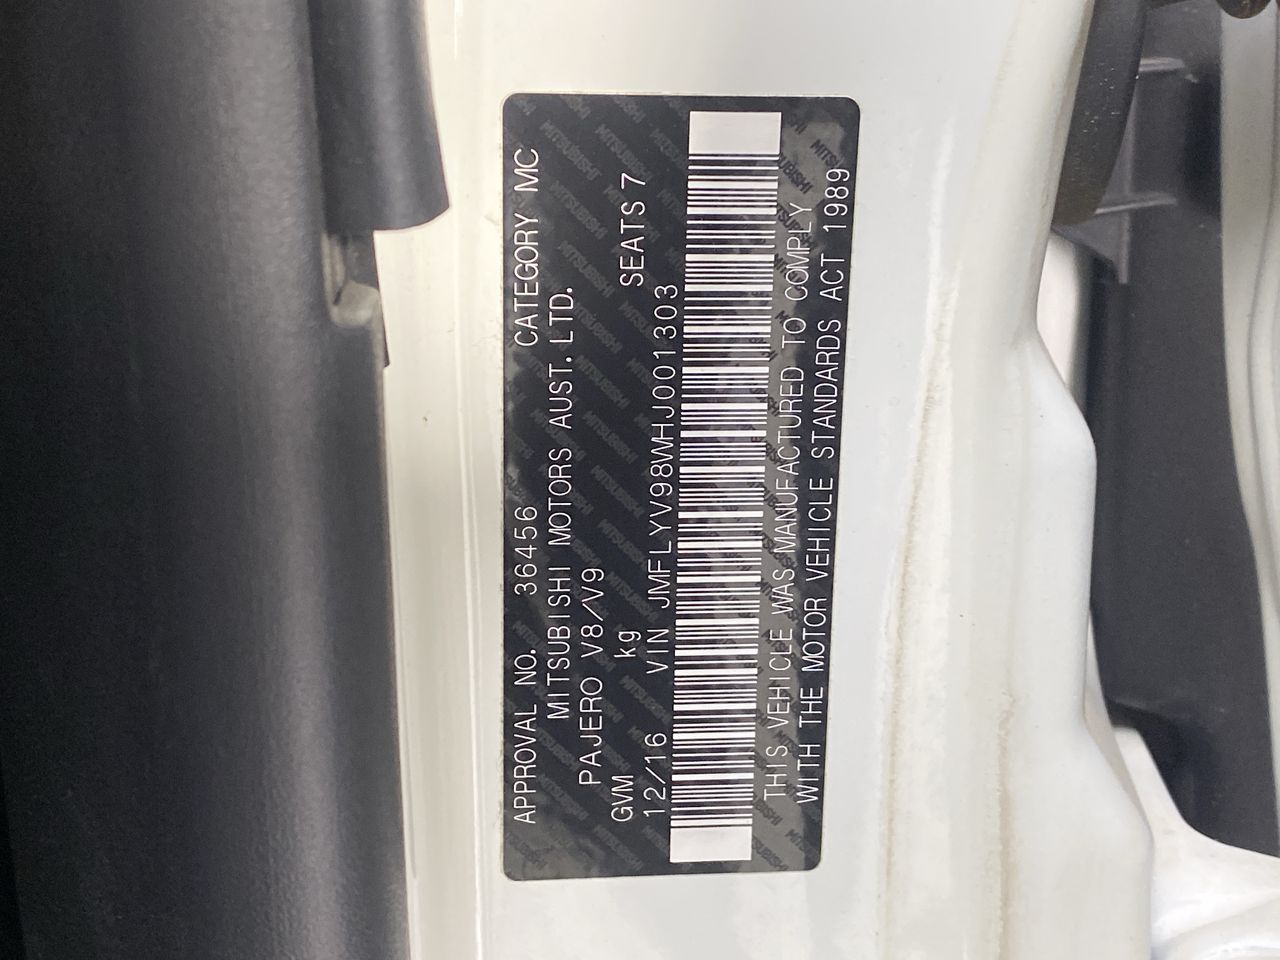 APPROVAL NO. 36456 CATEGORY MC
MITSUBISHI MOTORS AUST. LTD.
PAJERO V8/V9
GVM kg SEATS 7
12/16 VIN JMFLYV98WHJ001303
THIS VEHICLE WAS MANUFACTURED TO COMPLY
WITH THE MOTOR VEHICLE STANDARDS ACT 1989